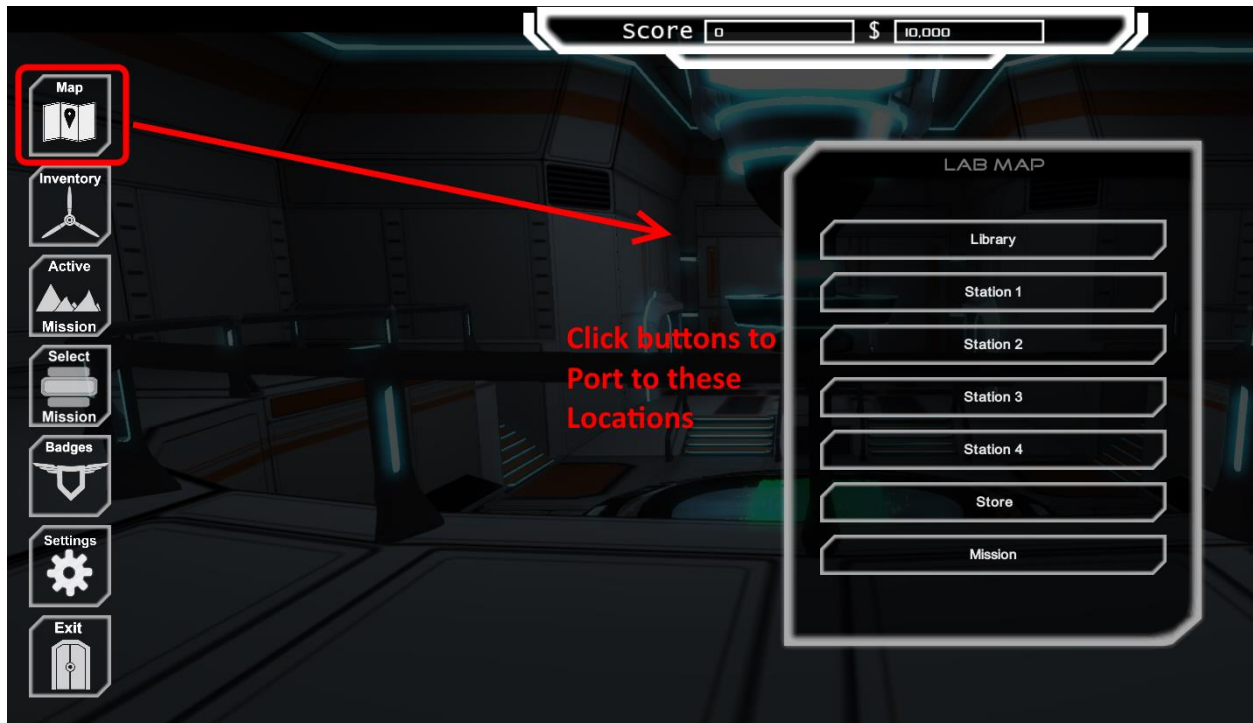 Score 0 $ 10,000
Map
Inventory
Active
Mission
Select
Mission
Badges
Settings
Exit
Click buttons to
Port to these
Locations
LAB MAP
Library
Station 1
Station 2
Station 3
Station 4
Store
Mission